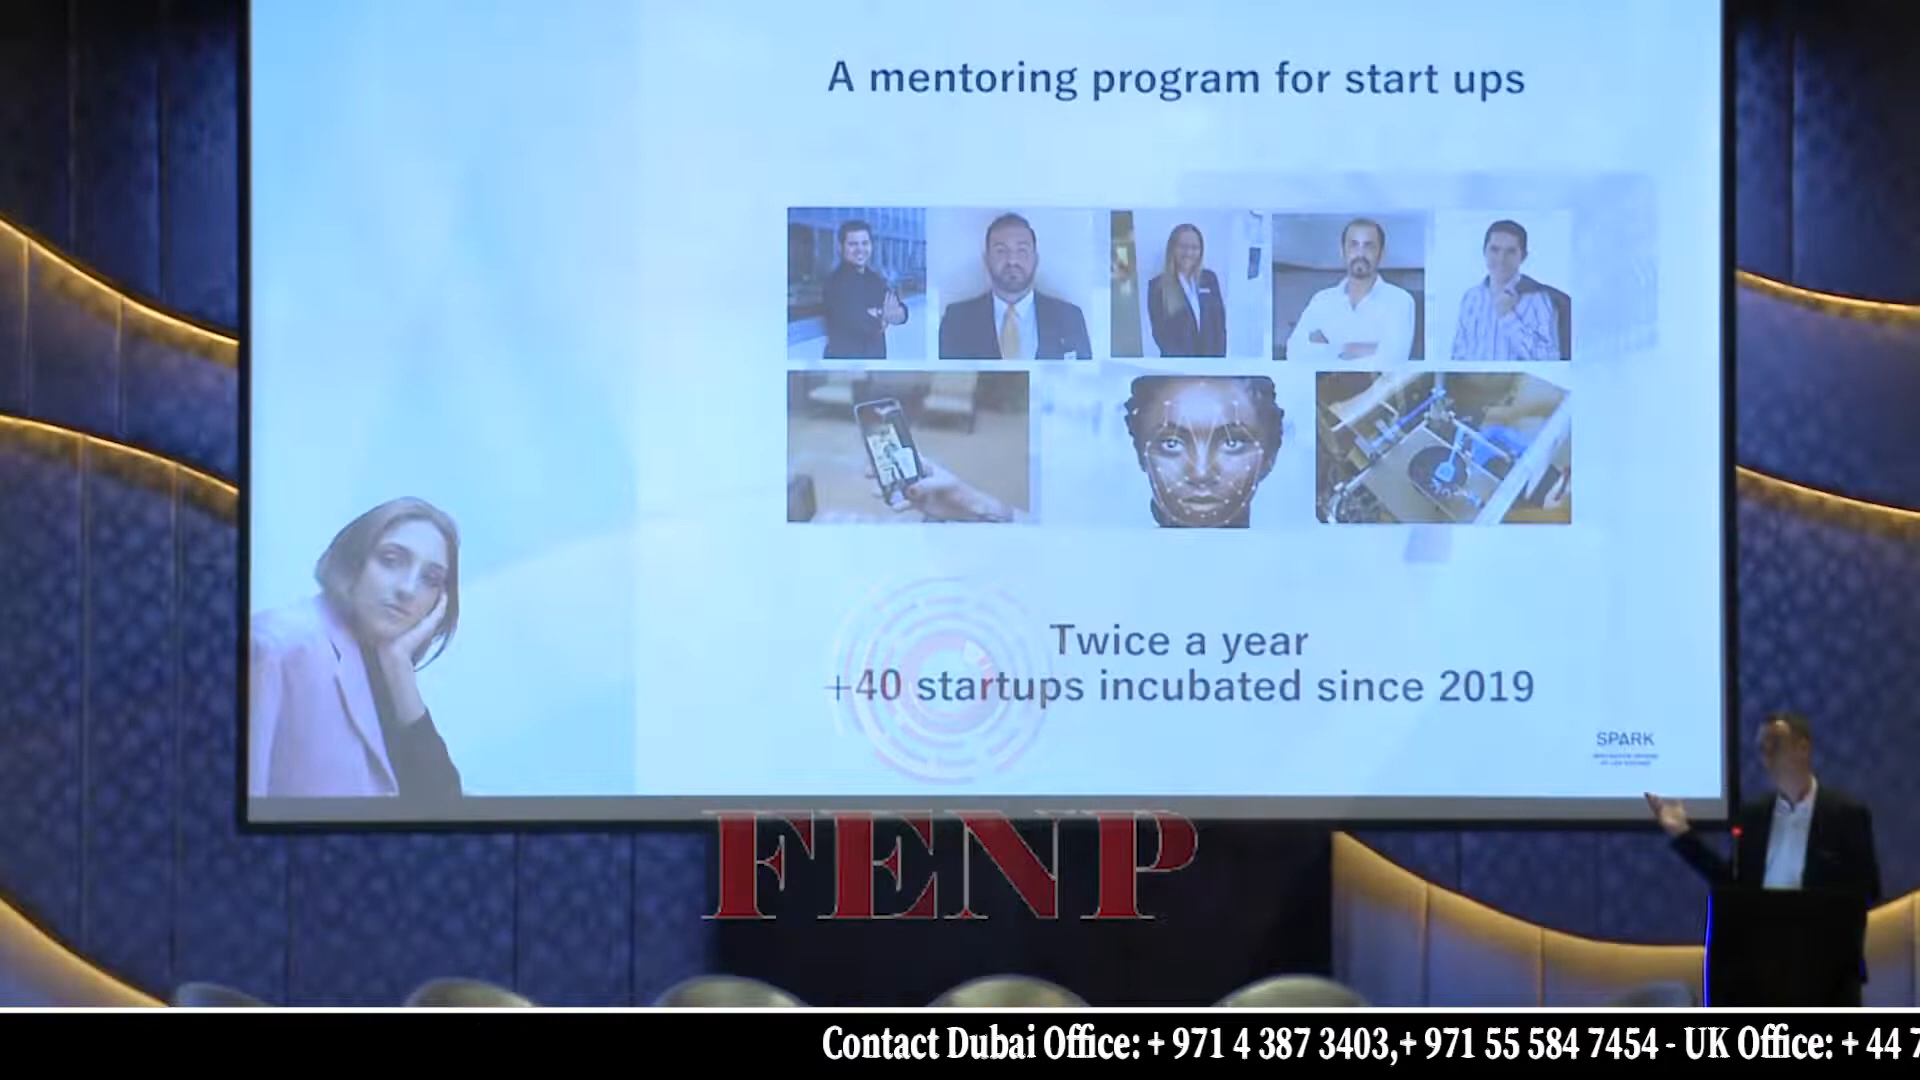 A mentoring program for start ups
Twice a year
+40 startups incubated since 2019
SPARK
FENP
Contact Dubai Office: + 971 4 387 3403,+ 971 55 584 7454 - UK Office: + 44 7